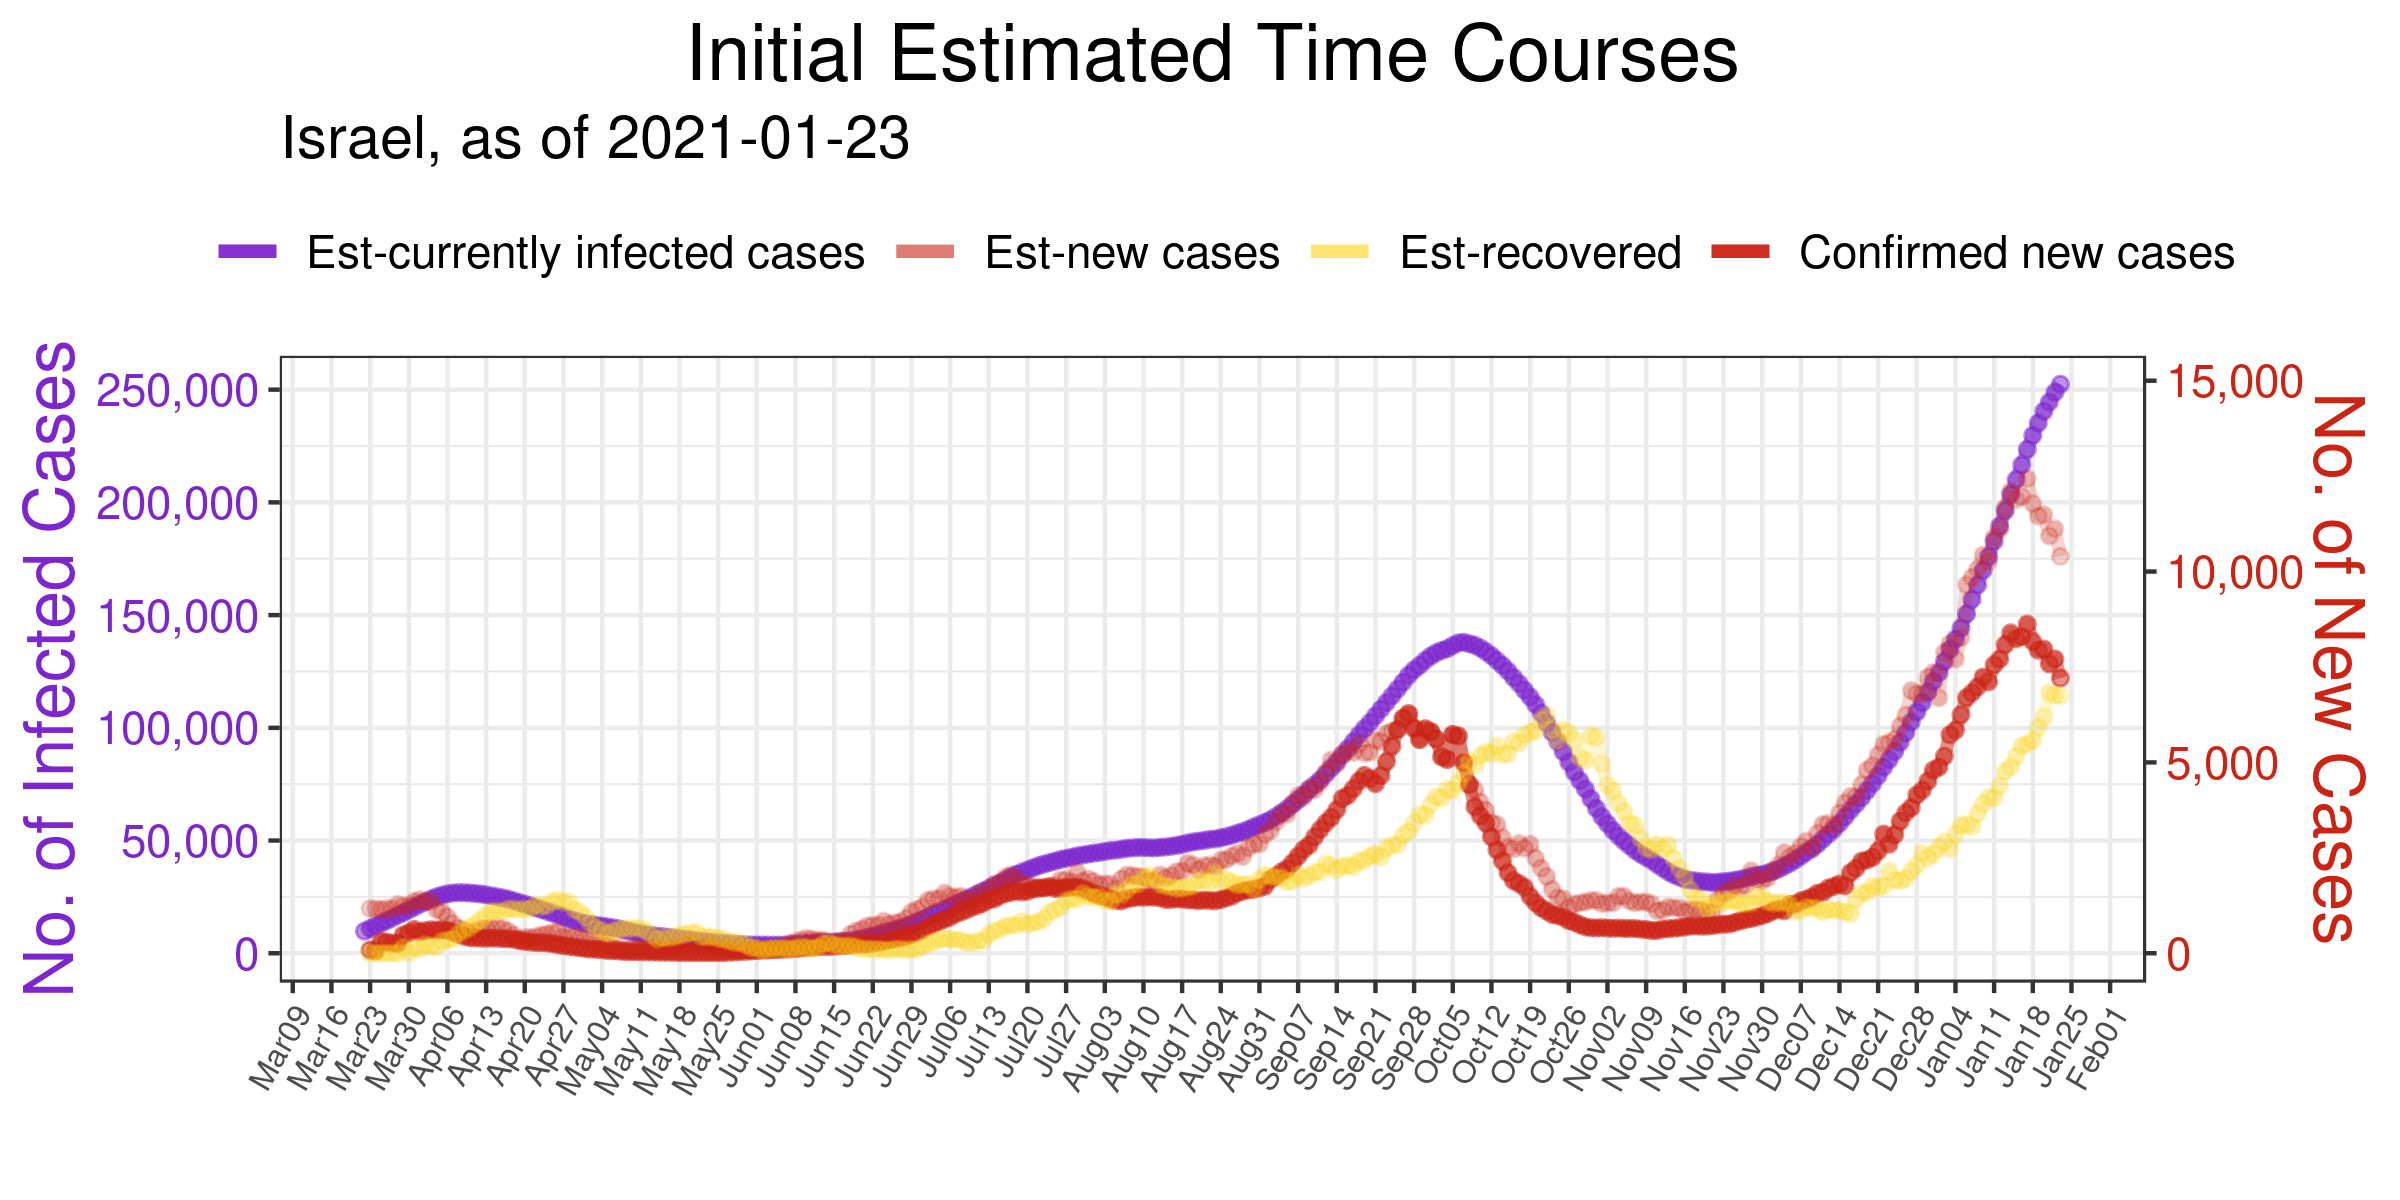 Initial Estimated Time Courses
Israel, as of 2021-01-23
Est-currently infected cases Est-new cases Est-recovered Confirmed new cases
No. of Infected Cases
250,000
200,000
150,000
100,000
50,000
0
15,000
10,000
5,000
0
No. of New Cases
Mar09 Mar16 Mar23 Mar30 Apr06 Apr13 Apr20 Apr27 May04 May11 May18 May25 Jun01 Jun08 Jun15 Jun22 Jun29 Jul06 Jul13 Jul20 Jul27 Aug03 Aug10 Aug17 Aug24 Aug31 Sep07 Sep14 Sep21 Sep28 Oct05 Oct12 Oct19 Oct26 Nov02 Nov09 Nov16 Nov23 Nov30 Dec07 Dec14 Dec21 Dec28 Jan04 Jan11 Jan18 Jan25 Feb01